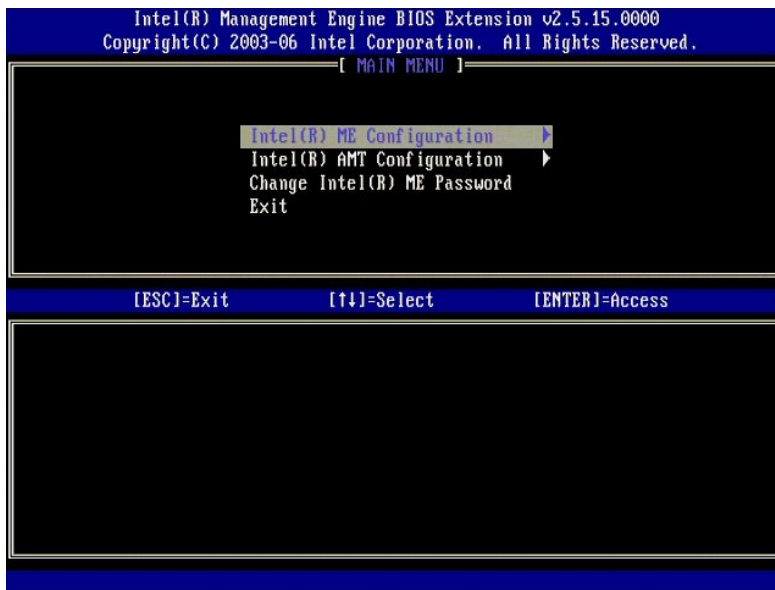 Intel(R) Management Engine BIOS Extension v2.5.15.0000
Copyright(C) 2003-06 Intel Corporation. All Rights Reserved.
[ MAIN MENU ]
Intel(R) ME Configuration
Intel(R) AMT Configuration
Change Intel(R) ME Password
Exit
[ESC]=Exit [↑↓]=Select [ENTER]=Access